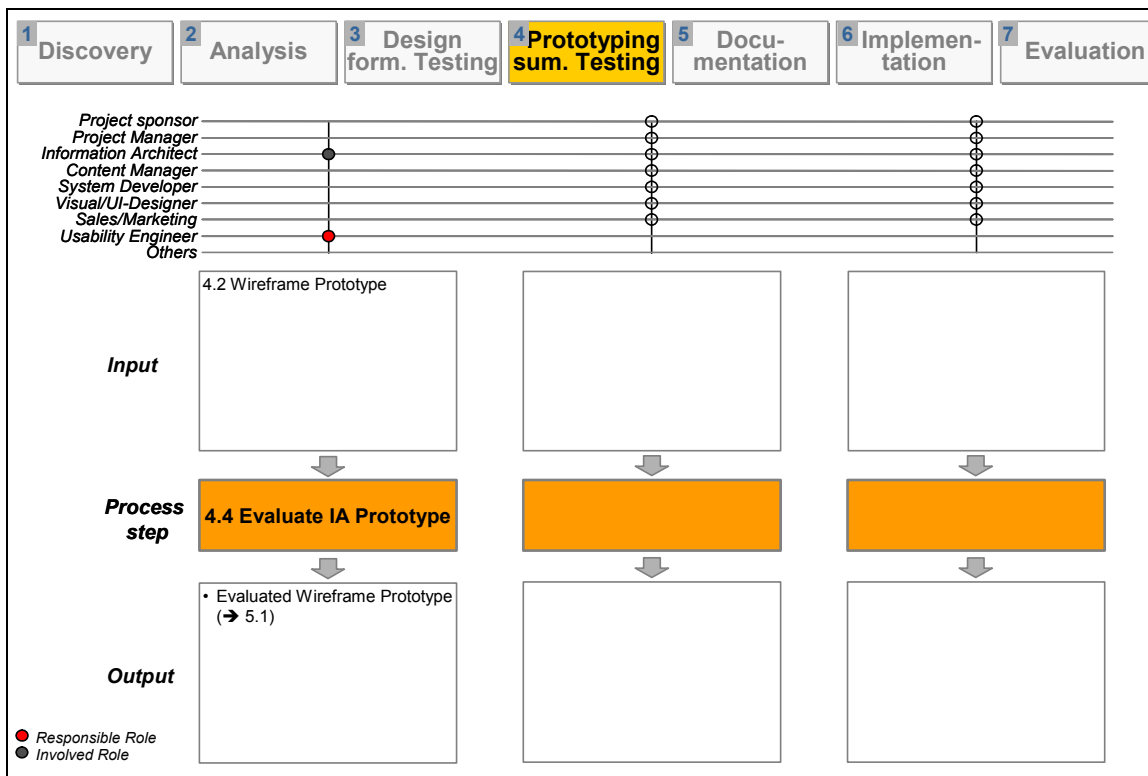 1
Discovery
2
Analysis
3
Design
form. Testing
4
Prototyping
sum. Testing
5
Docu-
mentation
6
Implemen-
tation
7
Evaluation
Project sponsor
Project Manager
Information Architect
Content Manager
System Developer
Visual/UI-Designer
Sales/Marketing
Usability Engineer
Others
Input
4.2 Wireframe Prototype
Process
step
4.4 Evaluate IA Prototype
Output
• Evaluated Wireframe Prototype
(➔ 5.1)
Responsible Role
Involved Role